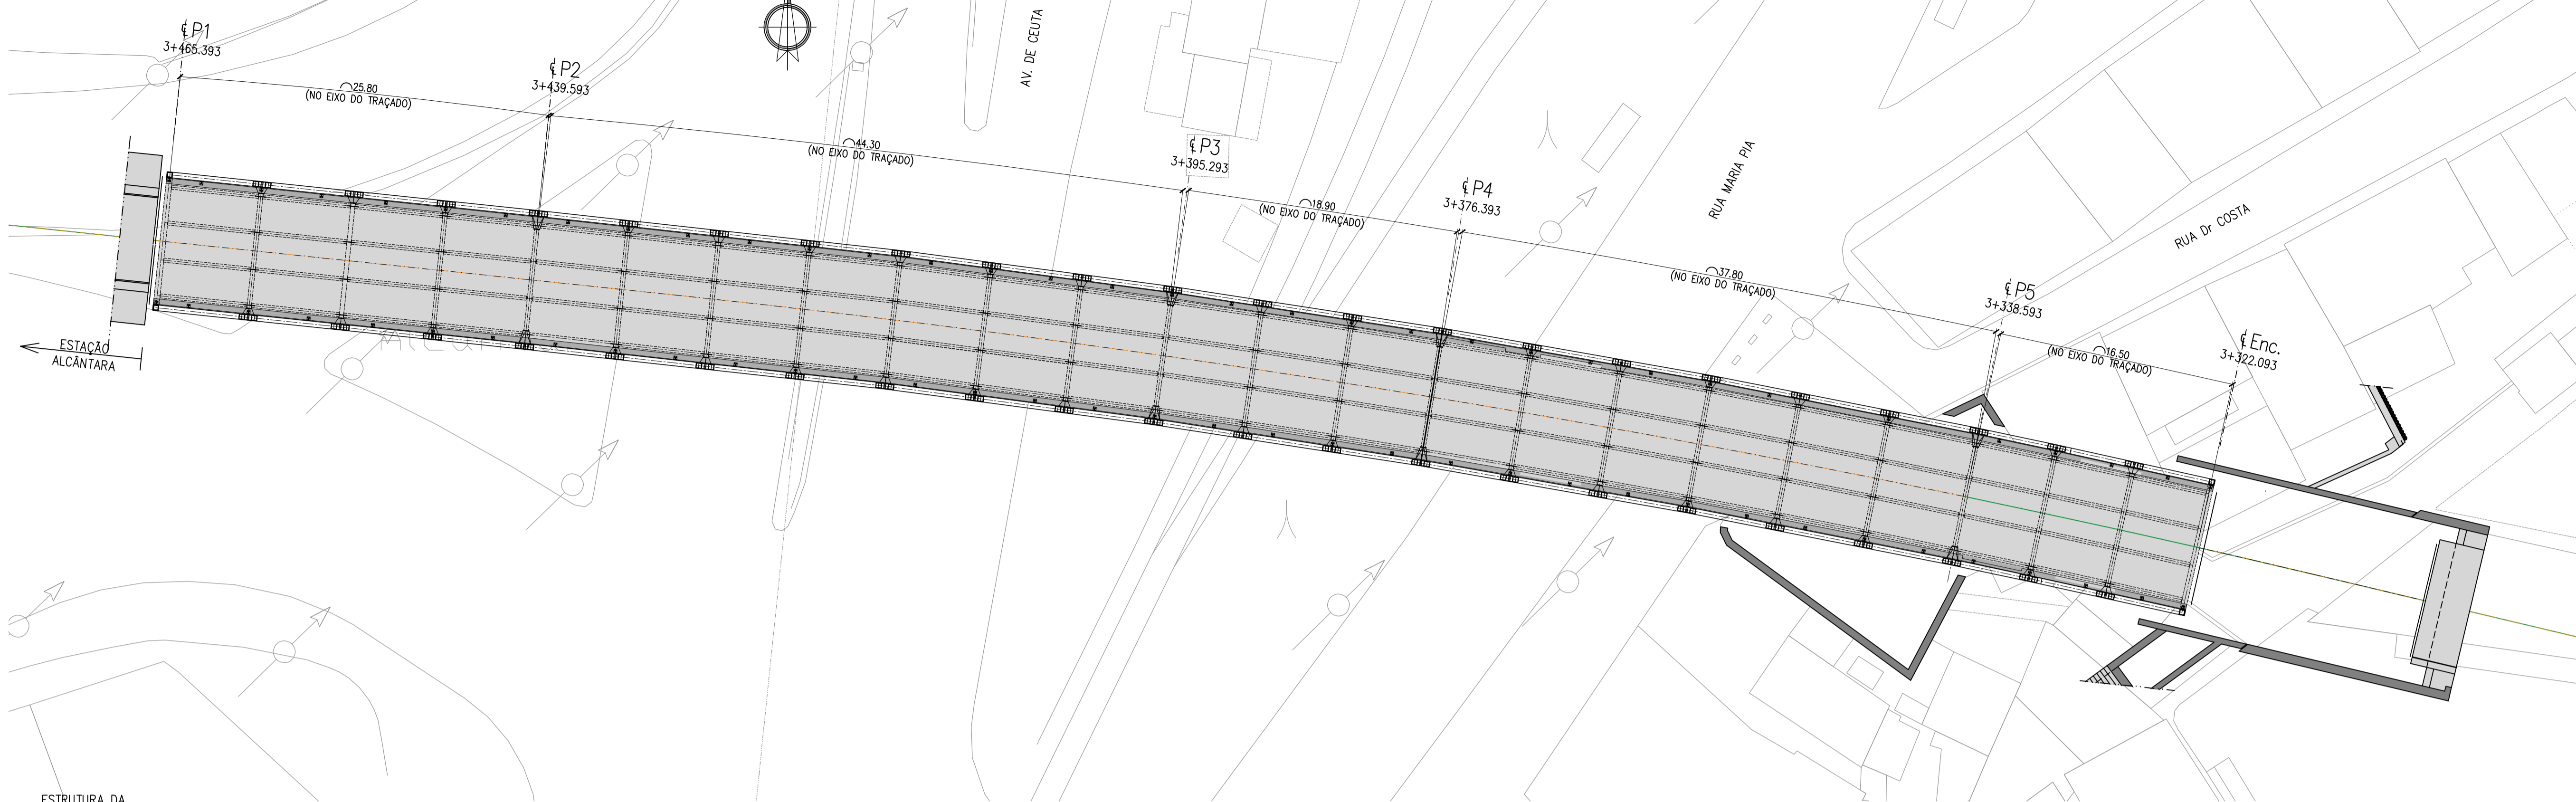 ℄ P1
3+465.393
25.80
(NO EIXO DO TRAÇADO)
℄ P2
3+439.593
44.30
(NO EIXO DO TRAÇADO)
AV. DE CEUTA
℄ P3
3+395.293
18.90
(NO EIXO DO TRAÇADO)
℄ P4
3+376.393
37.80
(NO EIXO DO TRAÇADO)
RUA MARIA PIA
℄ P5
3+338.593
16.50
(NO EIXO DO TRAÇADO)
RUA Dr COSTA
℄ Enc.
3+322.093
ESTAÇÃO
ALCÂNTARA
ESTRUTURA DA